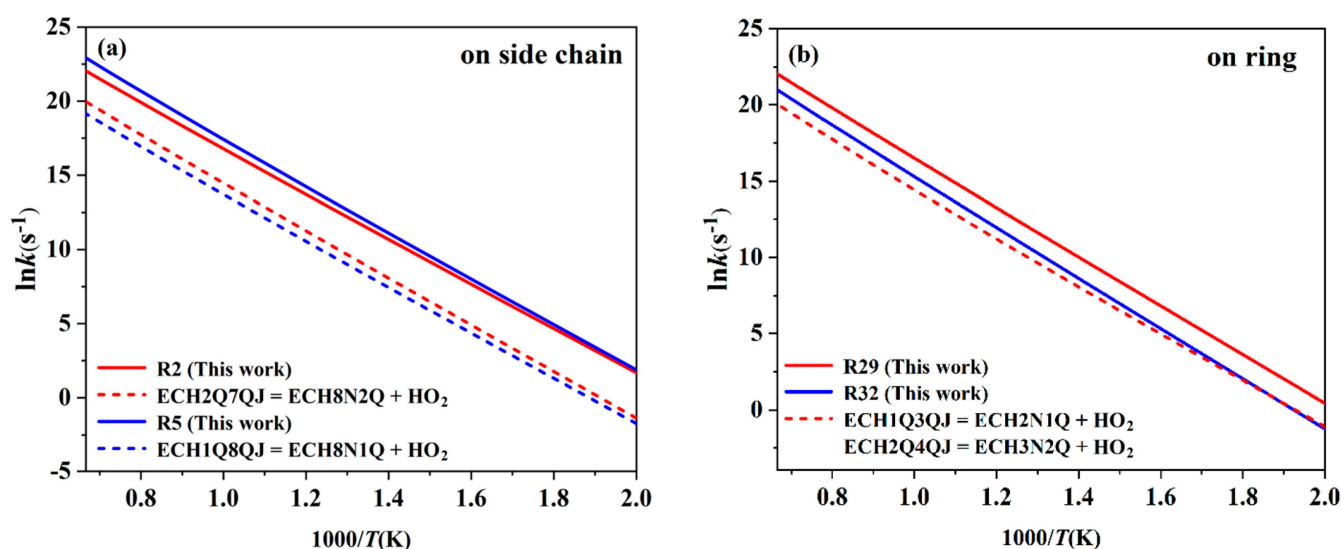 (a)
on side chain
25
20
15
10
5
0
-5
lnk(s⁻¹)
R2 (This work)
ECH2Q7QJ = ECH8N2Q + HO₂
R5 (This work)
ECH1Q8QJ = ECH8N1Q + HO₂
0.8 1.0 1.2 1.4 1.6 1.8 2.0
1000/T(K)
(b)
on ring
25
20
15
10
5
0
lnk(s⁻¹)
R29 (This work)
R32 (This work)
ECH1Q3QJ = ECH2N1Q + HO₂
ECH2Q4QJ = ECH3N2Q + HO₂
0.8 1.0 1.2 1.4 1.6 1.8 2.0
1000/T(K)